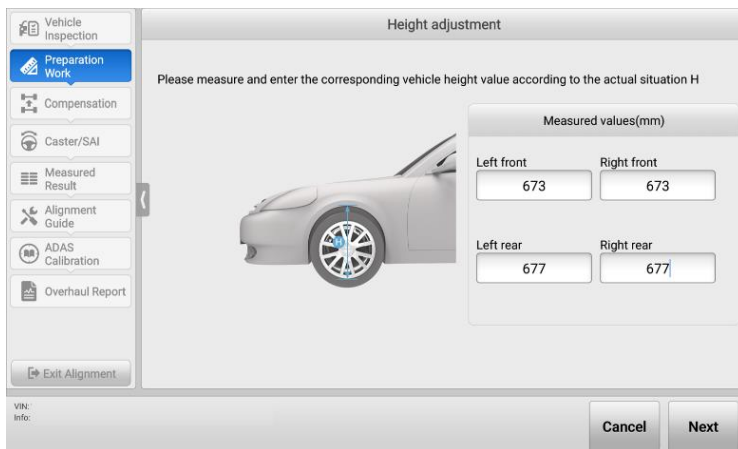 Vehicle
Inspection
Preparation
Work
Compensation
Caster/SAI
Measured
Result
Alignment
Guide
ADAS
Calibration
Overhaul Report
Exit Alignment
Height adjustment
Please measure and enter the corresponding vehicle height value according to the actual situation H
H
Measured values(mm)
Left front Right front
673 673
Left rear Right rear
677 677
VIN:
Info:
Cancel Next